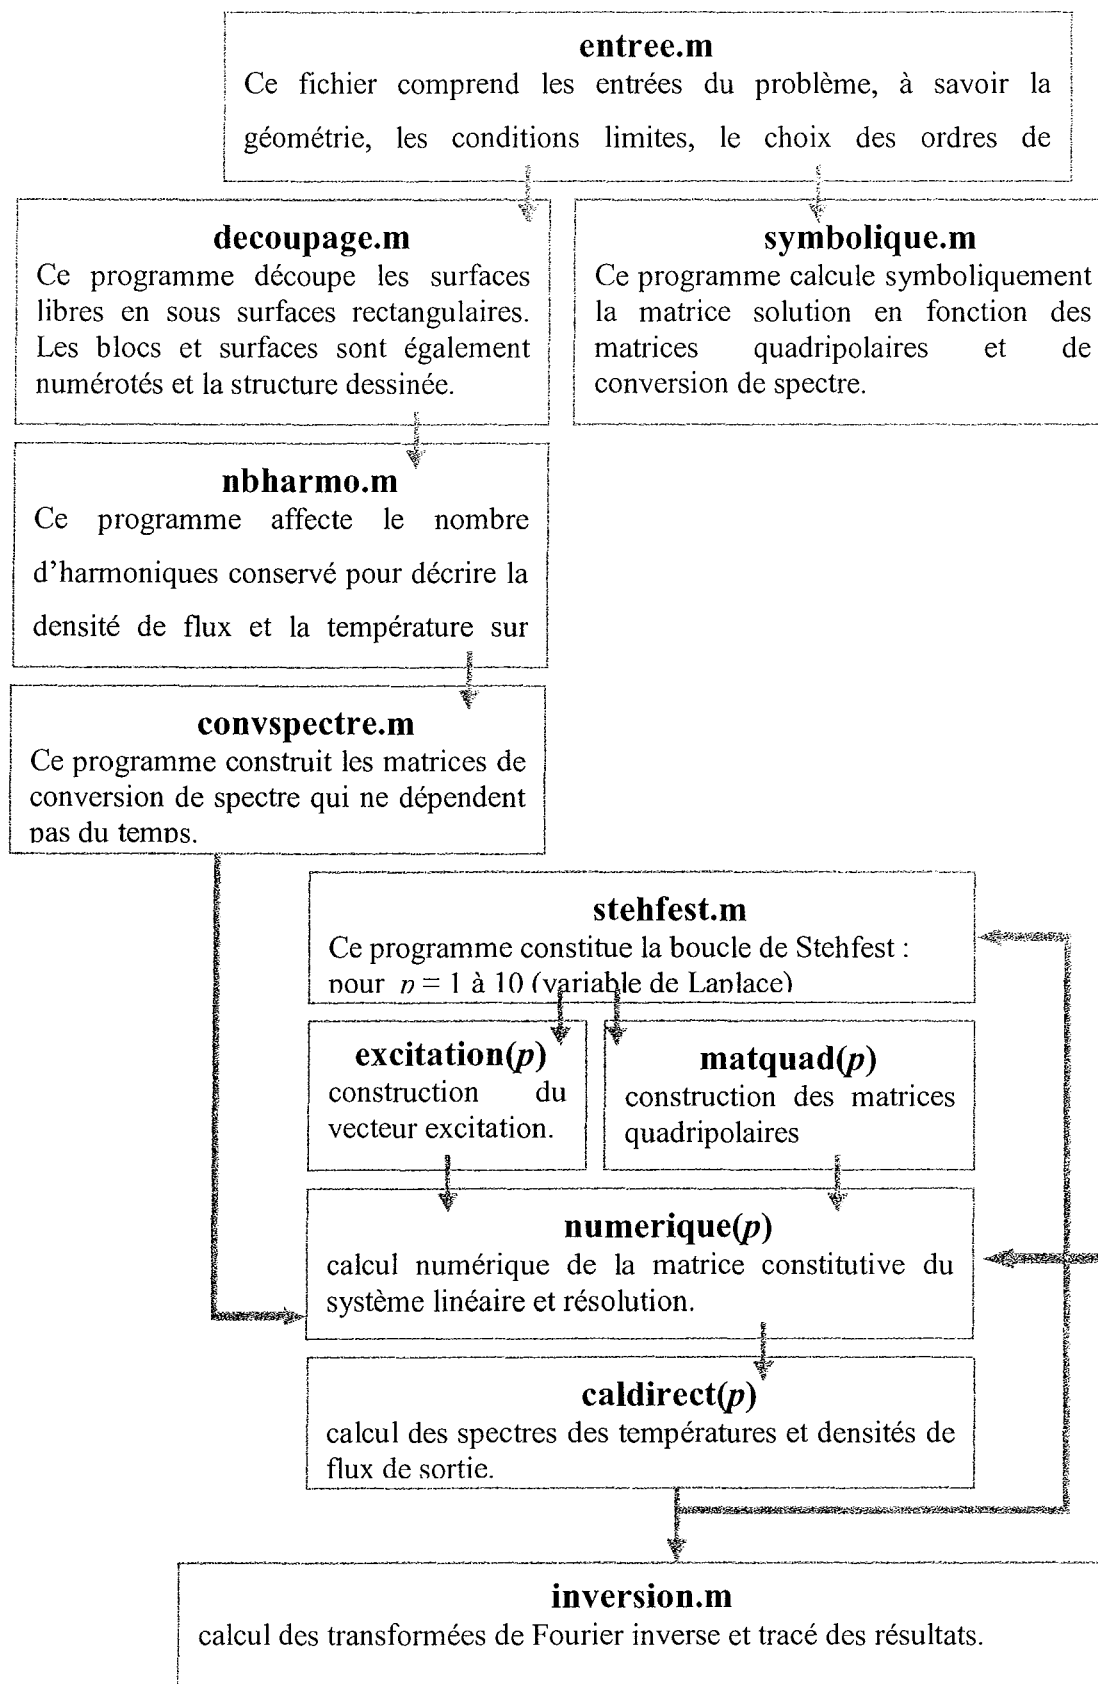 entree.m
Ce fichier comprend les entrées du problème, à savoir la
géométrie, les conditions limites, le choix des ordres de
decoupage.m
Ce programme découpe les surfaces
libres en sous surfaces rectangulaires.
Les blocs et surfaces sont également
numérotés et la structure dessinée.
symbolique.m
Ce programme calcule symboliquement
la matrice solution en fonction des
matrices quadripolaires et de
conversion de spectre.
nbharmo.m
Ce programme affecte le nombre
d'harmoniques conservé pour décrire la
densité de flux et la température sur
convspectre.m
Ce programme construit les matrices de
conversion de spectre qui ne dépendent
pas du temps.
stehfest.m
Ce programme constitue la boucle de Stehfest :
pour p = 1 à 10 (variable de Laplace)
excitation(p)
construction du
vecteur excitation.
matquad(p)
construction des matrices
quadripolaires
numerique(p)
calcul numérique de la matrice constitutive du
système linéaire et résolution.
caldirect(p)
calcul des spectres des températures et densités de
flux de sortie.
inversion.m
calcul des transformées de Fourier inverse et tracé des résultats.